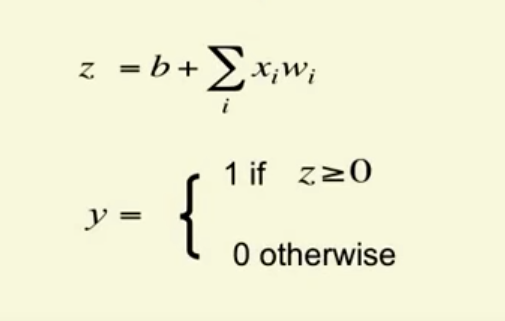 z = b + ∑ xᵢwᵢ
i
1 if z≥0
y = {
0 otherwise